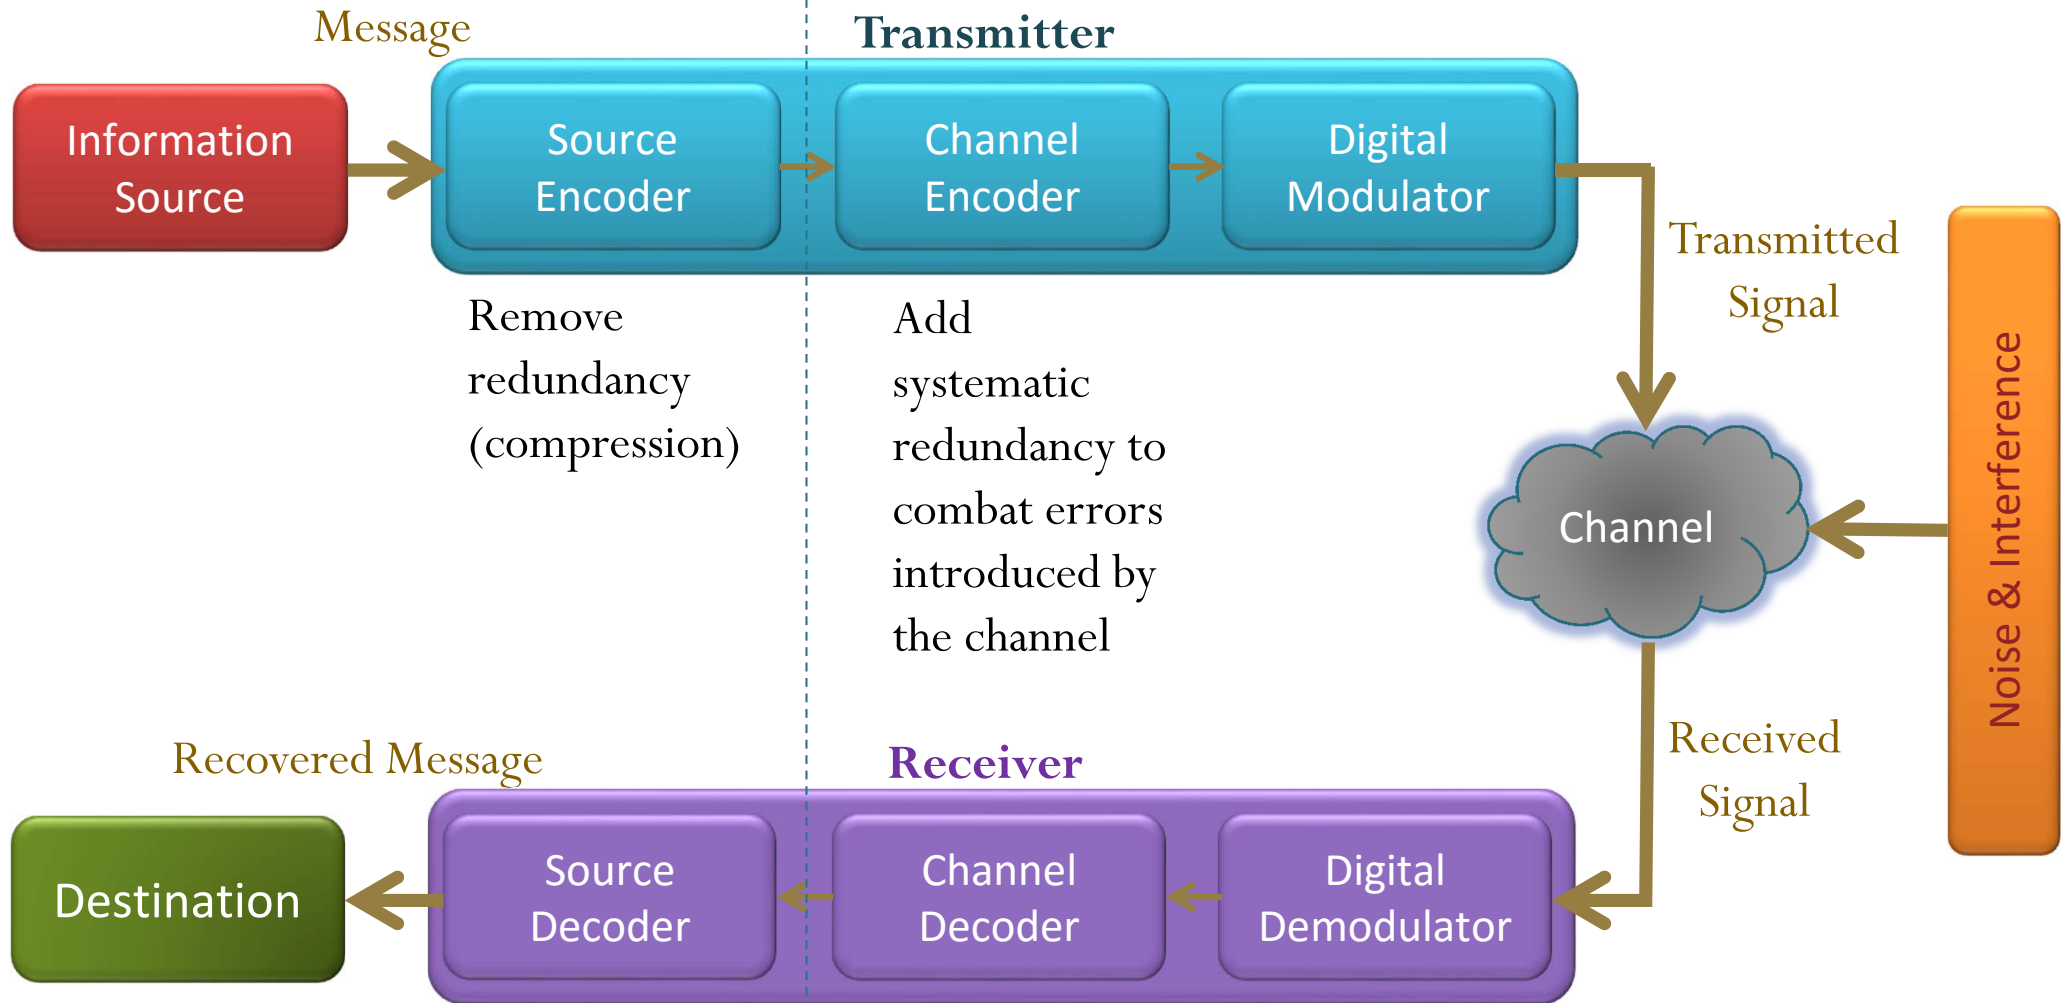 Message
Transmitter
Information
Source
Source
Encoder
Channel
Encoder
Digital
Modulator
Transmitted
Signal
Remove
redundancy
(compression)
Add
systematic
redundancy to
combat errors
introduced by
the channel
Channel
Noise & Interference
Received
Signal
Recovered Message
Receiver
Destination
Source
Decoder
Channel
Decoder
Digital
Demodulator